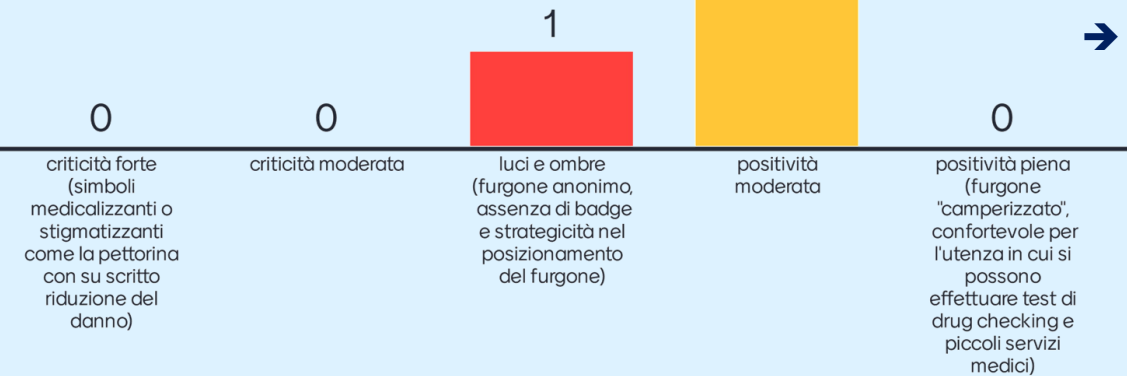 1
0
0
0
criticità forte
(simboli
medicalizzanti o
stigmatizzanti
come la pettorina
con su scritto
riduzione del
danno)
criticità moderata
luci e ombre
(furgone anonimo,
assenza di badge
e strategicità nel
posizionamento
del furgone)
positività
moderata
positività piena
(furgone
"camperizzato",
confortevole per
l'utenza in cui si
possono
effettuare test di
drug checking e
piccoli servizi
medici)